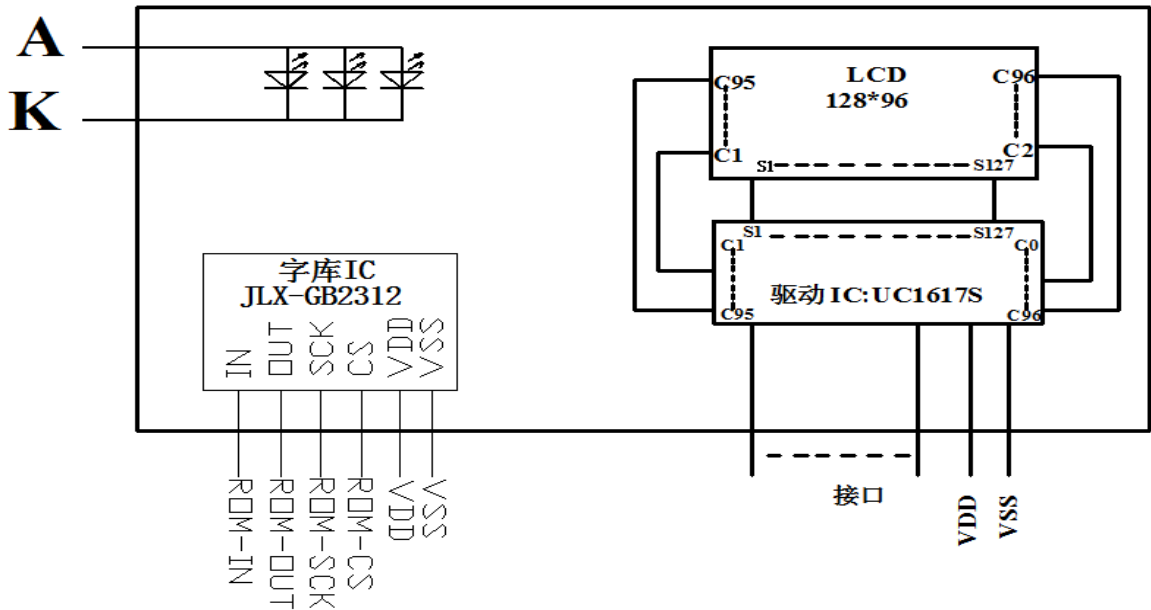 A
K
LCD
128*96
C95
C96
C1
C2
S1
S127
S1
S127
C1
C0
驱动IC:UC1617S
C95
C96
字库IC
JLX-GB2312
IN
OUT
SCK
CS
VDD
VSS
ROM-IN
ROM-OUT
ROM-SCK
ROM-CS
VDD
VSS
接口
VDD
VSS